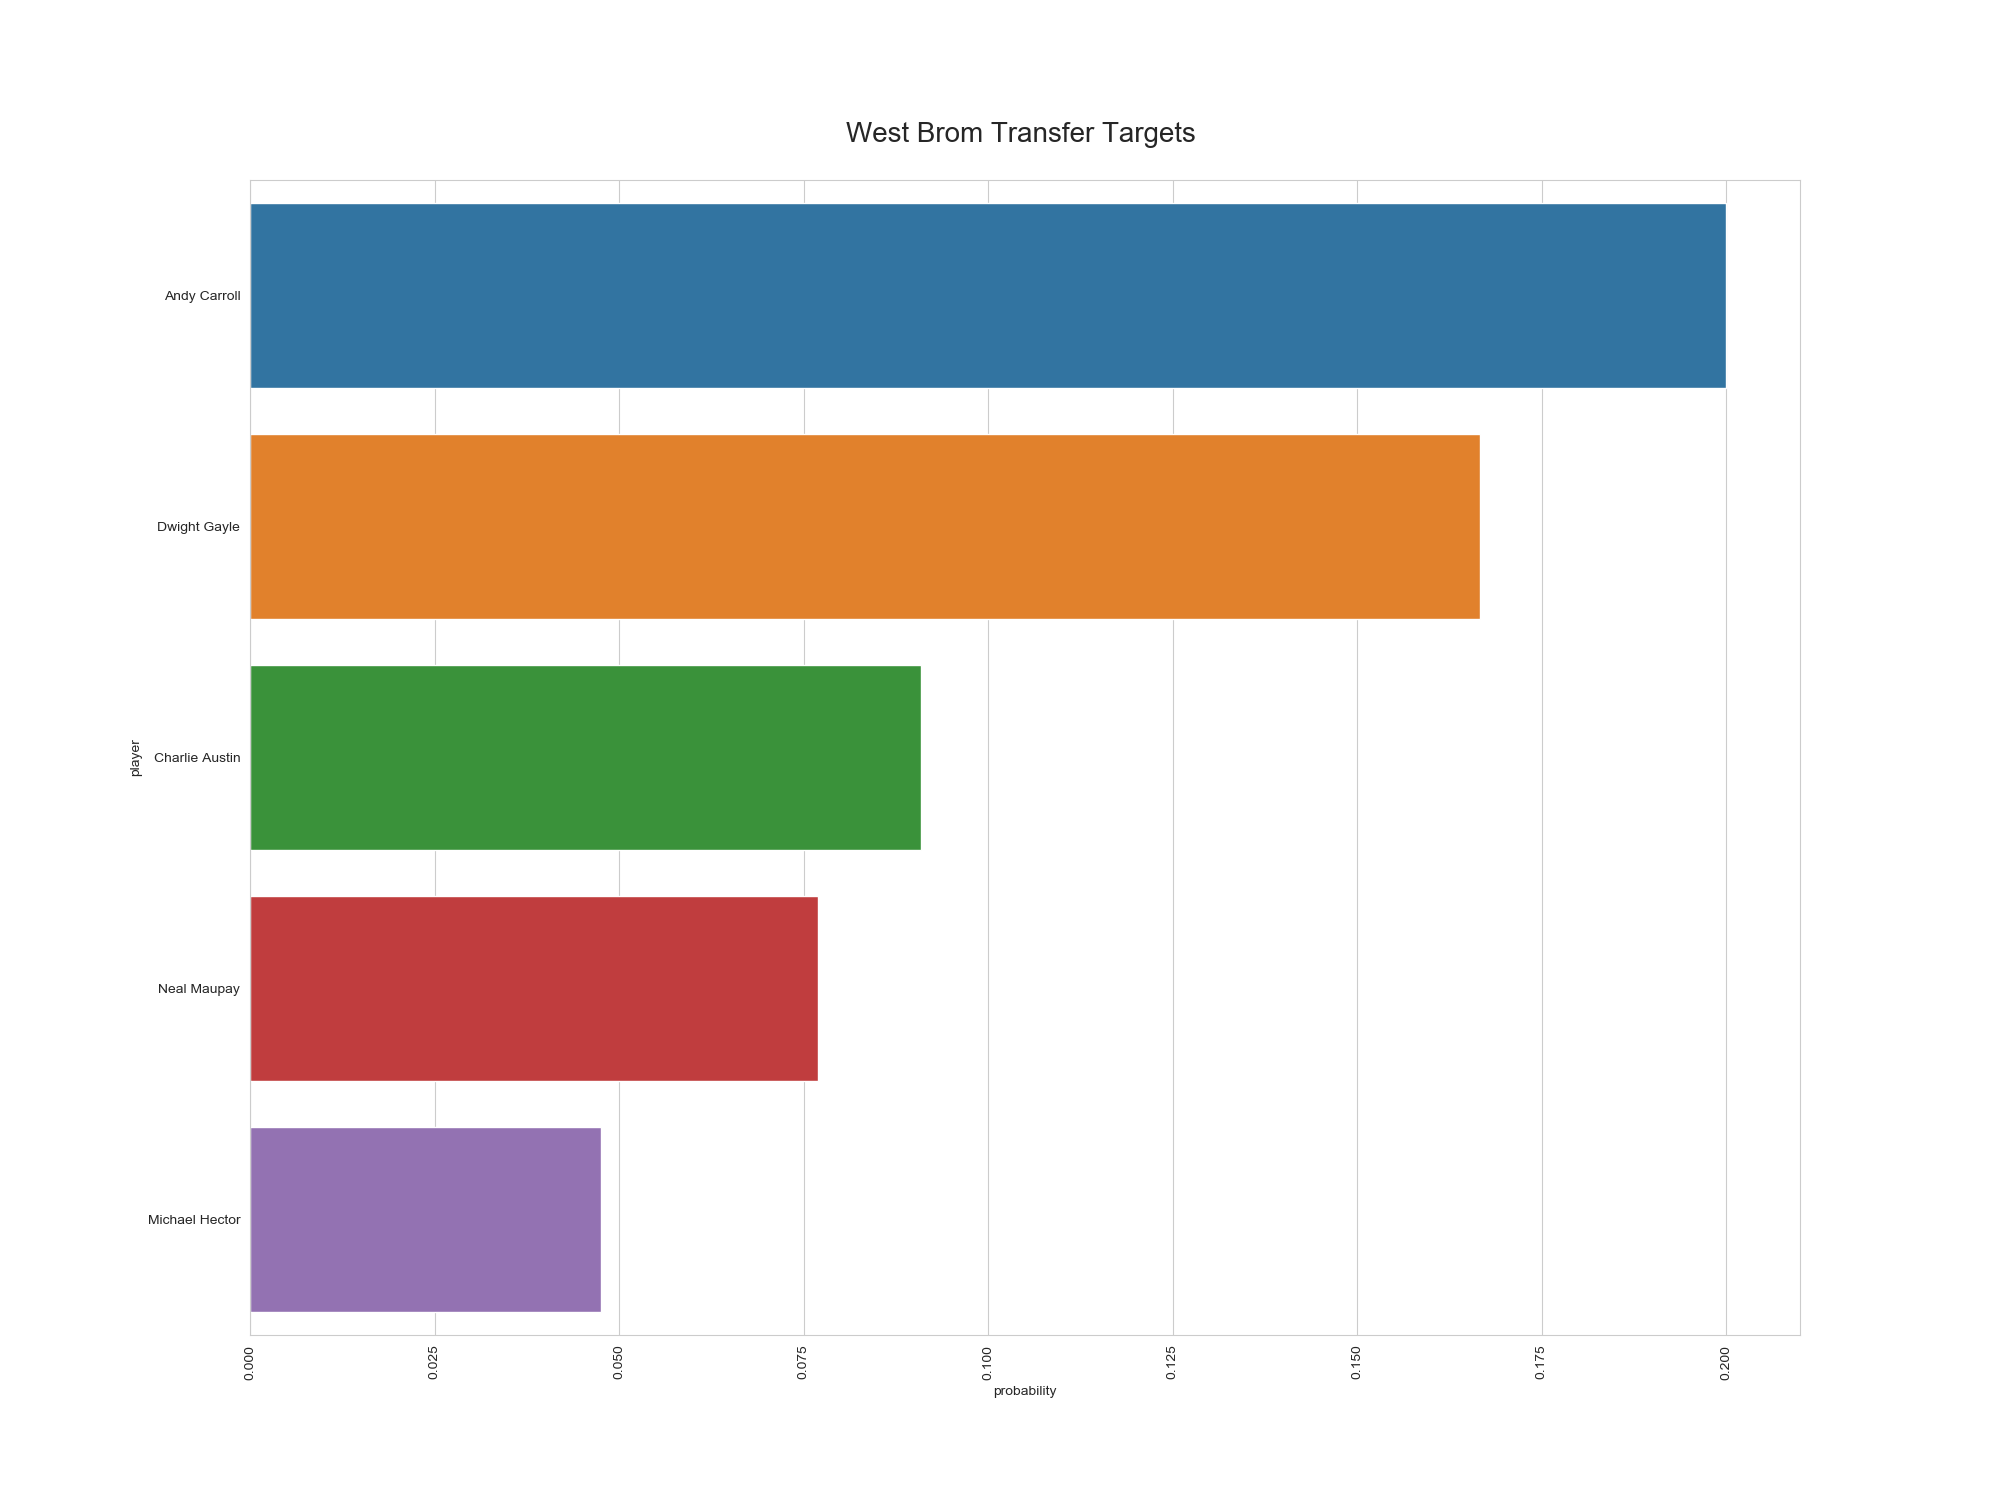 West Brom Transfer Targets
Andy Carroll
Dwight Gayle
Charlie Austin
Neal Maupay
Michael Hector
player
0.000
0.025
0.050
0.075
0.100
0.125
0.150
0.175
0.200
probability